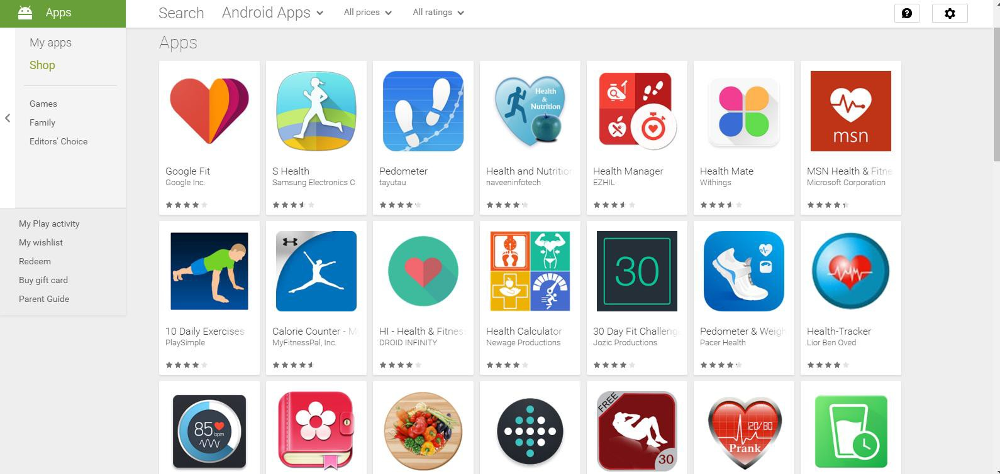 Apps
Search
Android Apps
All prices
All ratings
My apps
Shop
Games
Family
Editors' Choice
My Play activity
My wishlist
Redeem
Buy gift card
Parent Guide
Apps
Health
&
Nutrition
msn
Google Fit
Google Inc.
S Health
Samsung Electronics C
Pedometer
tayutau
Health and Nutrition
naveeninfotech
Health Manager
EZHIL
Health Mate
Withings
MSN Health & Fitne
Microsoft Corporation
30
10 Daily Exercises
PlaySimple
Calorie Counter - M
MyFitnessPal, Inc.
HI - Health & Fitness
DROID INFINITY
Health Calculator
Newage Productions
30 Day Fit Challenge
Jozic Productions
Pedometer & Weigh
Pacer Health
Health-Tracker
Lior Ben Oved
85
bpm
FREE
30
120/80
Prank